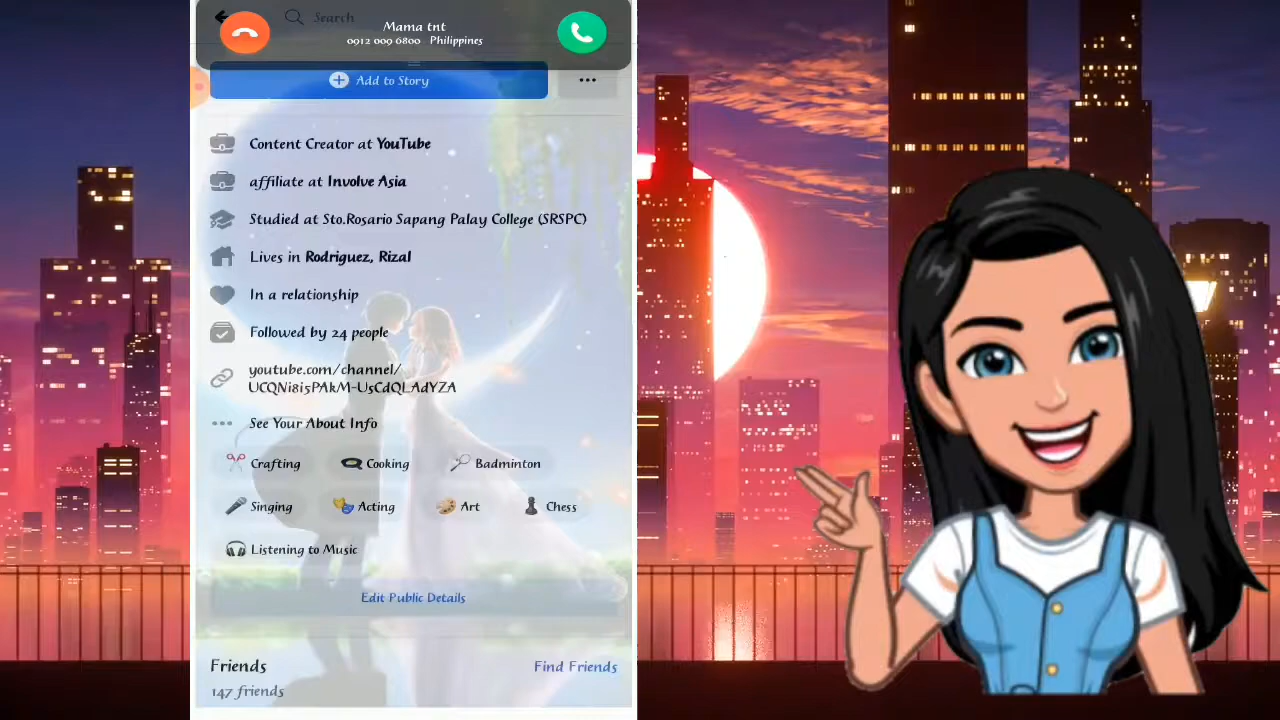 Search
Mama tnt
0912 009 6800 Philippines
Add to Story
Content Creator at YouTube
affiliate at Involve Asia
Studied at Sto.Rosario Sapang Palay College (SRSPC)
Lives in Rodriguez, Rizal
In a relationship
Followed by 24 people
youtube.com/channel/
UCQNi8i5PAkM-UsCdQLAdYZA
See Your About Info
Crafting Cooking Badminton
Singing Acting Art Chess
Listening to Music
Edit Public Details
Friends Find Friends
147 friends